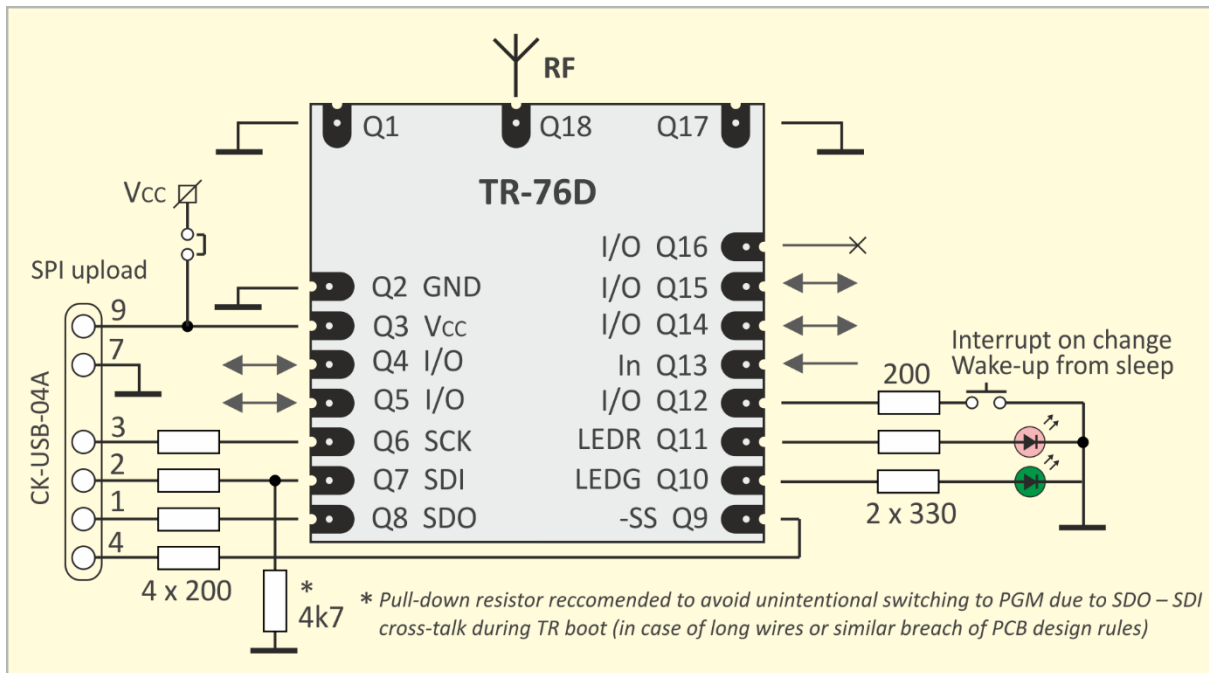 RF
Q1
Q18
Q17
TR-76D
Vcc
SPI upload
CK-USB-04A
9
7
3
2
1
4
4 x 200
*
4k7
Q2 GND
Q3 Vcc
Q4 I/O
Q5 I/O
Q6 SCK
Q7 SDI
Q8 SDO
I/O Q16
I/O Q15
I/O Q14
In Q13
I/O Q12
LEDR Q11
LEDG Q10
-SS Q9
Interrupt on change
Wake-up from sleep
200
2 x 330
* Pull-down resistor reccomended to avoid unintentional switching to PGM due to SDO – SDI
cross-talk during TR boot (in case of long wires or similar breach of PCB design rules)